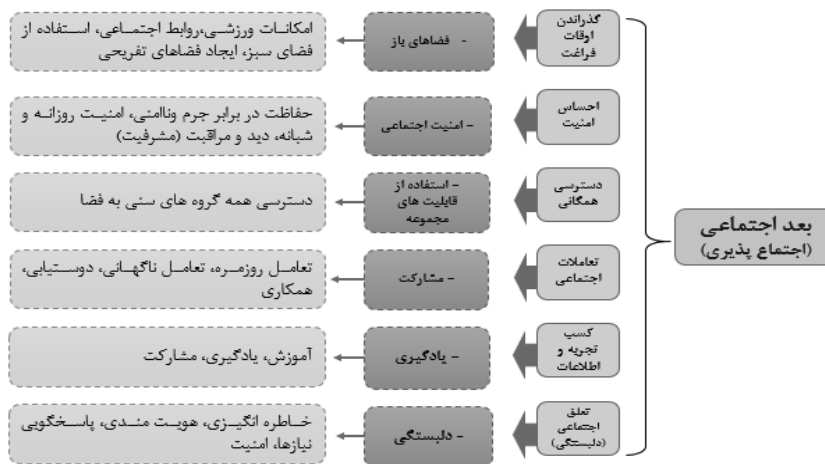 بعد اجتماعی
(اجتماع پذیری)
گذراندن
اوقات
فراغت
- فضاهای باز
امکانات ورزشی،روابط اجتماعی، استفاده از
فضای سبز، ایجاد فضاهای تفریحی
احساس
امنیت
- امنیت اجتماعی
حفاظت در برابر جرم وناامنی، امنیت روزانه و
شبانه، دید و مراقبت (مشرفیت)
دسترسی
همگانی
- استفاده از
قابلیت های
مجموعه
دسترسی همه گروه های سنی به فضا
تعاملات
اجتماعی
- مشارکت
تعامل روزمره، تعامل ناگهانی، دوستیابی،
همکاری
کسب
تجربه و
اطلاعات
- یادگیری
آموزش، یادگیری، مشارکت
تعلق
اجتماعی
(دلبستگی)
- دلبستگی
خاطره انگیزی، هویت مندی، پاسخگویی
نیازها، امنیت